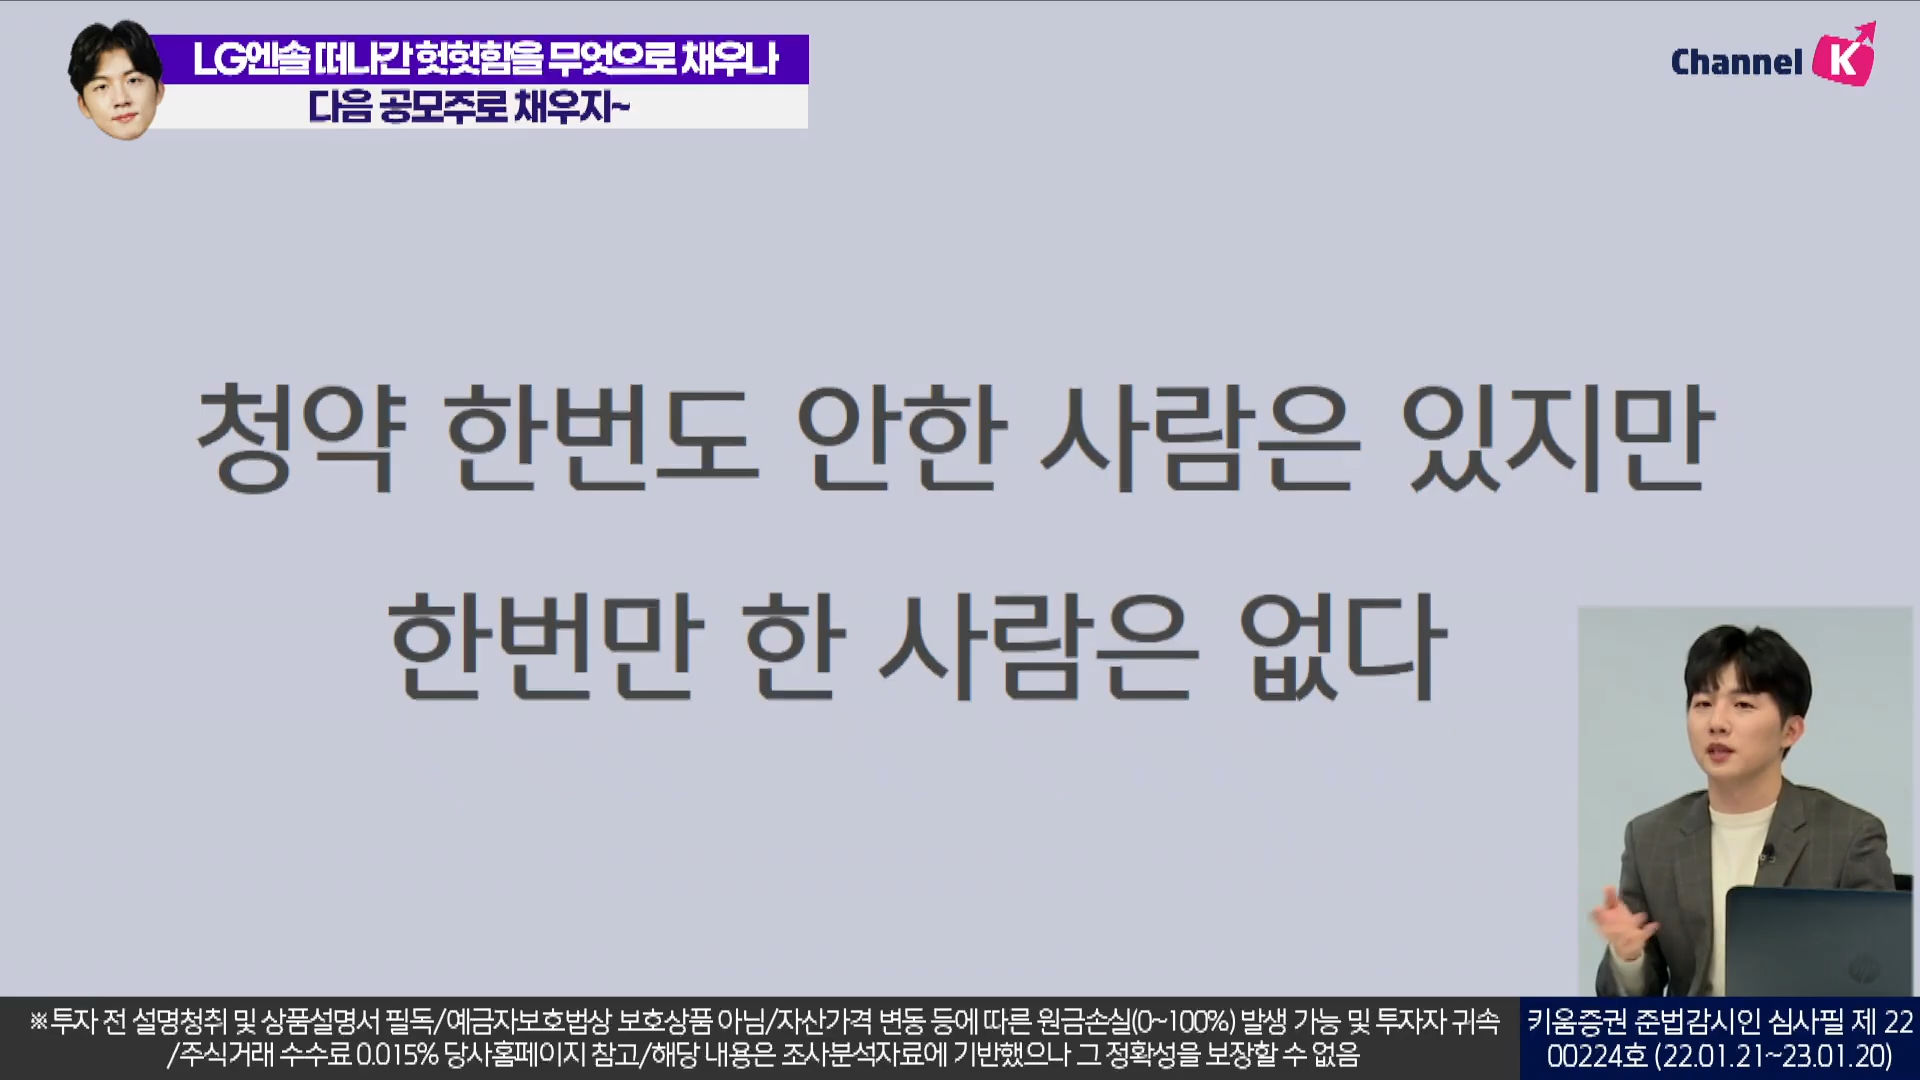 LG엔솔 떠나간 헛헛함을 무엇으로 채우나
다음 공모주로 채우지~
Channel K
청약 한번도 안한 사람은 있지만
한번만 한 사람은 없다
※투자 전 설명청취 및 상품설명서 필독/예금자보호법상 보호상품 아님/자산가격 변동 등에 따른 원금손실(0~100%) 발생 가능 및 투자자 귀속
/주식거래 수수료 0.015% 당사홈페이지 참고/해당 내용은 조사분석자료에 기반했으나 그 정확성을 보장할 수 없음
키움증권 준법감시인 심사필 제 22
00224호 (22.01.21~23.01.20)